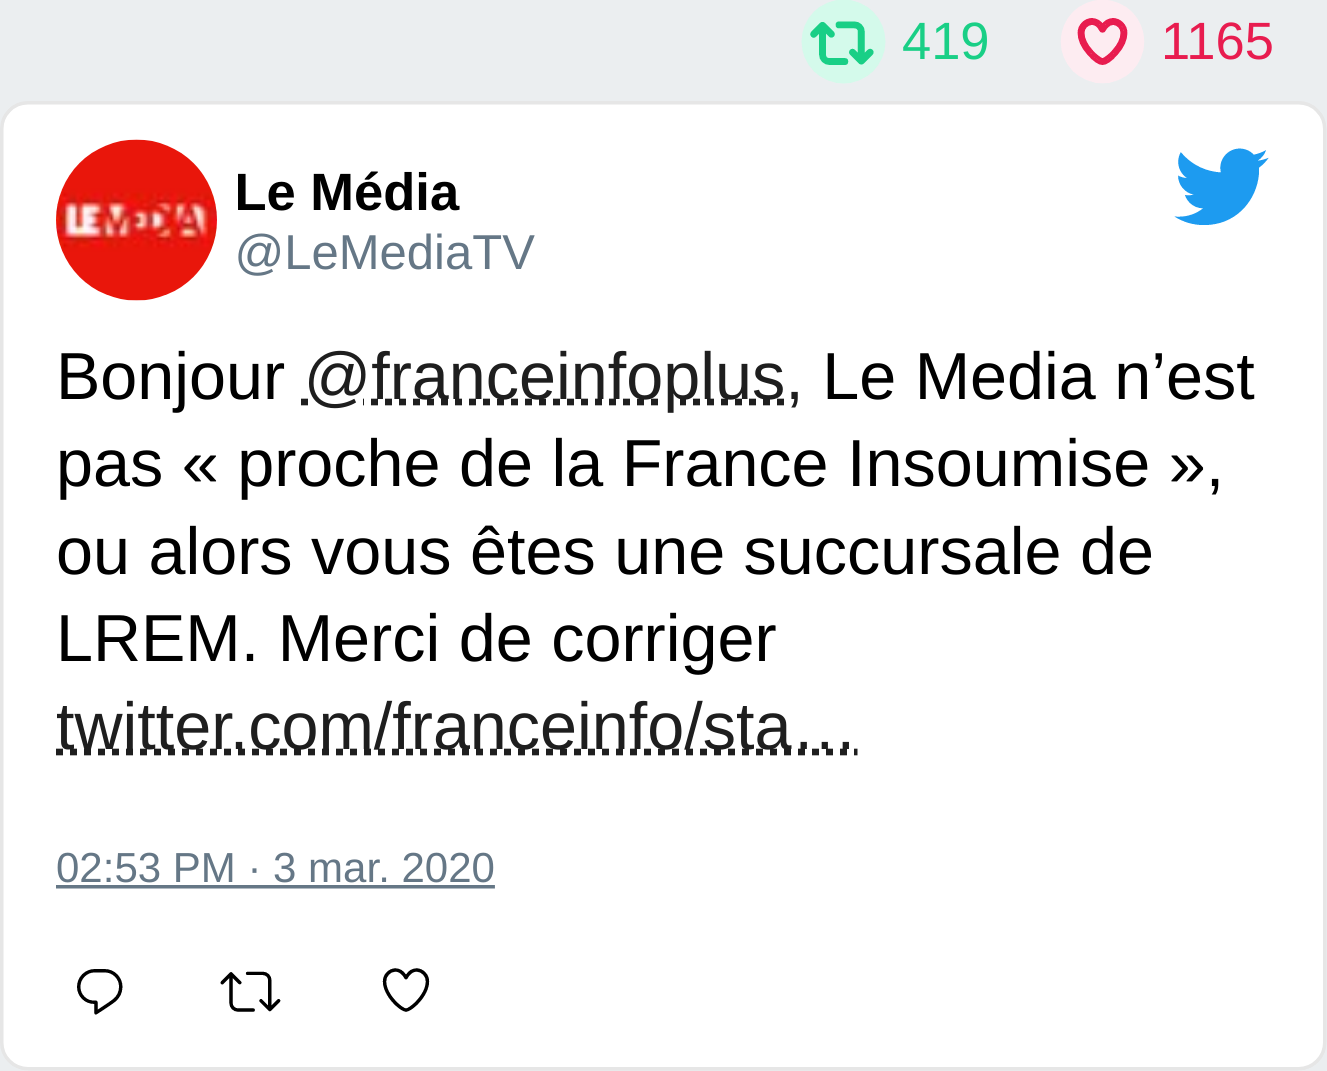 419 1165
LE MEDIA
Le Média
@LeMediaTV
Bonjour @franceinfoplus, Le Media n’est
pas « proche de la France Insoumise »,
ou alors vous êtes une succursale de
LREM. Merci de corriger
twitter.com/franceinfo/sta…
02:53 PM · 3 mar. 2020